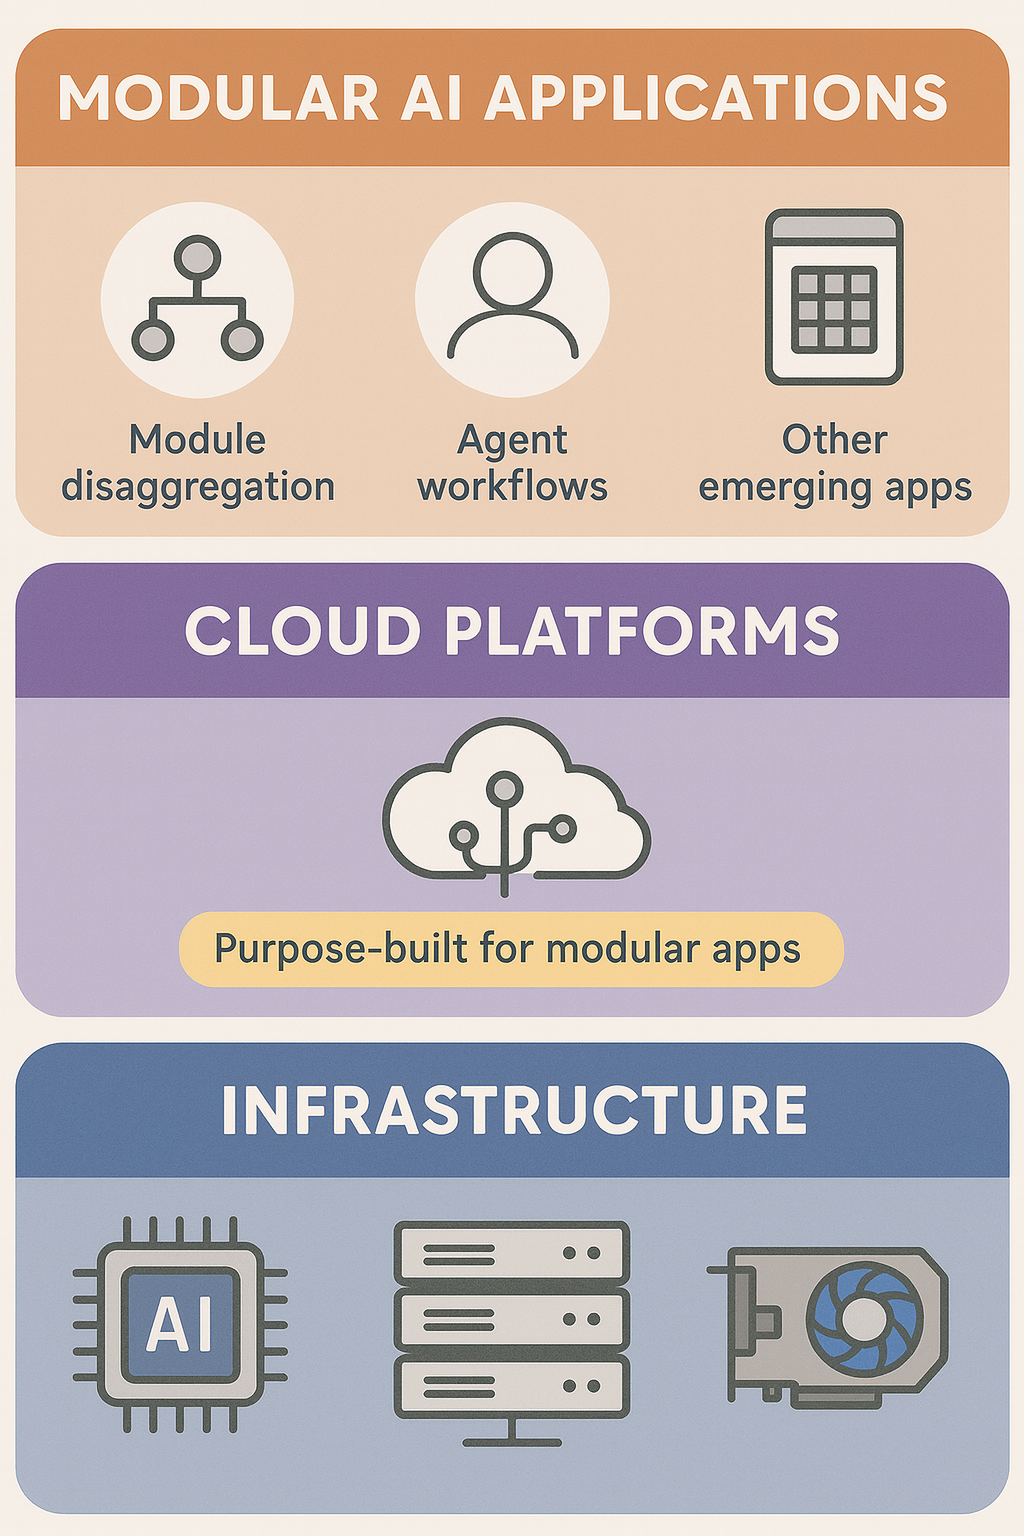 MODULAR AI APPLICATIONS
Module
disaggregation
Agent
workflows
Other
emerging apps
CLOUD PLATFORMS
Purpose-built for modular apps
INFRASTRUCTURE
AI